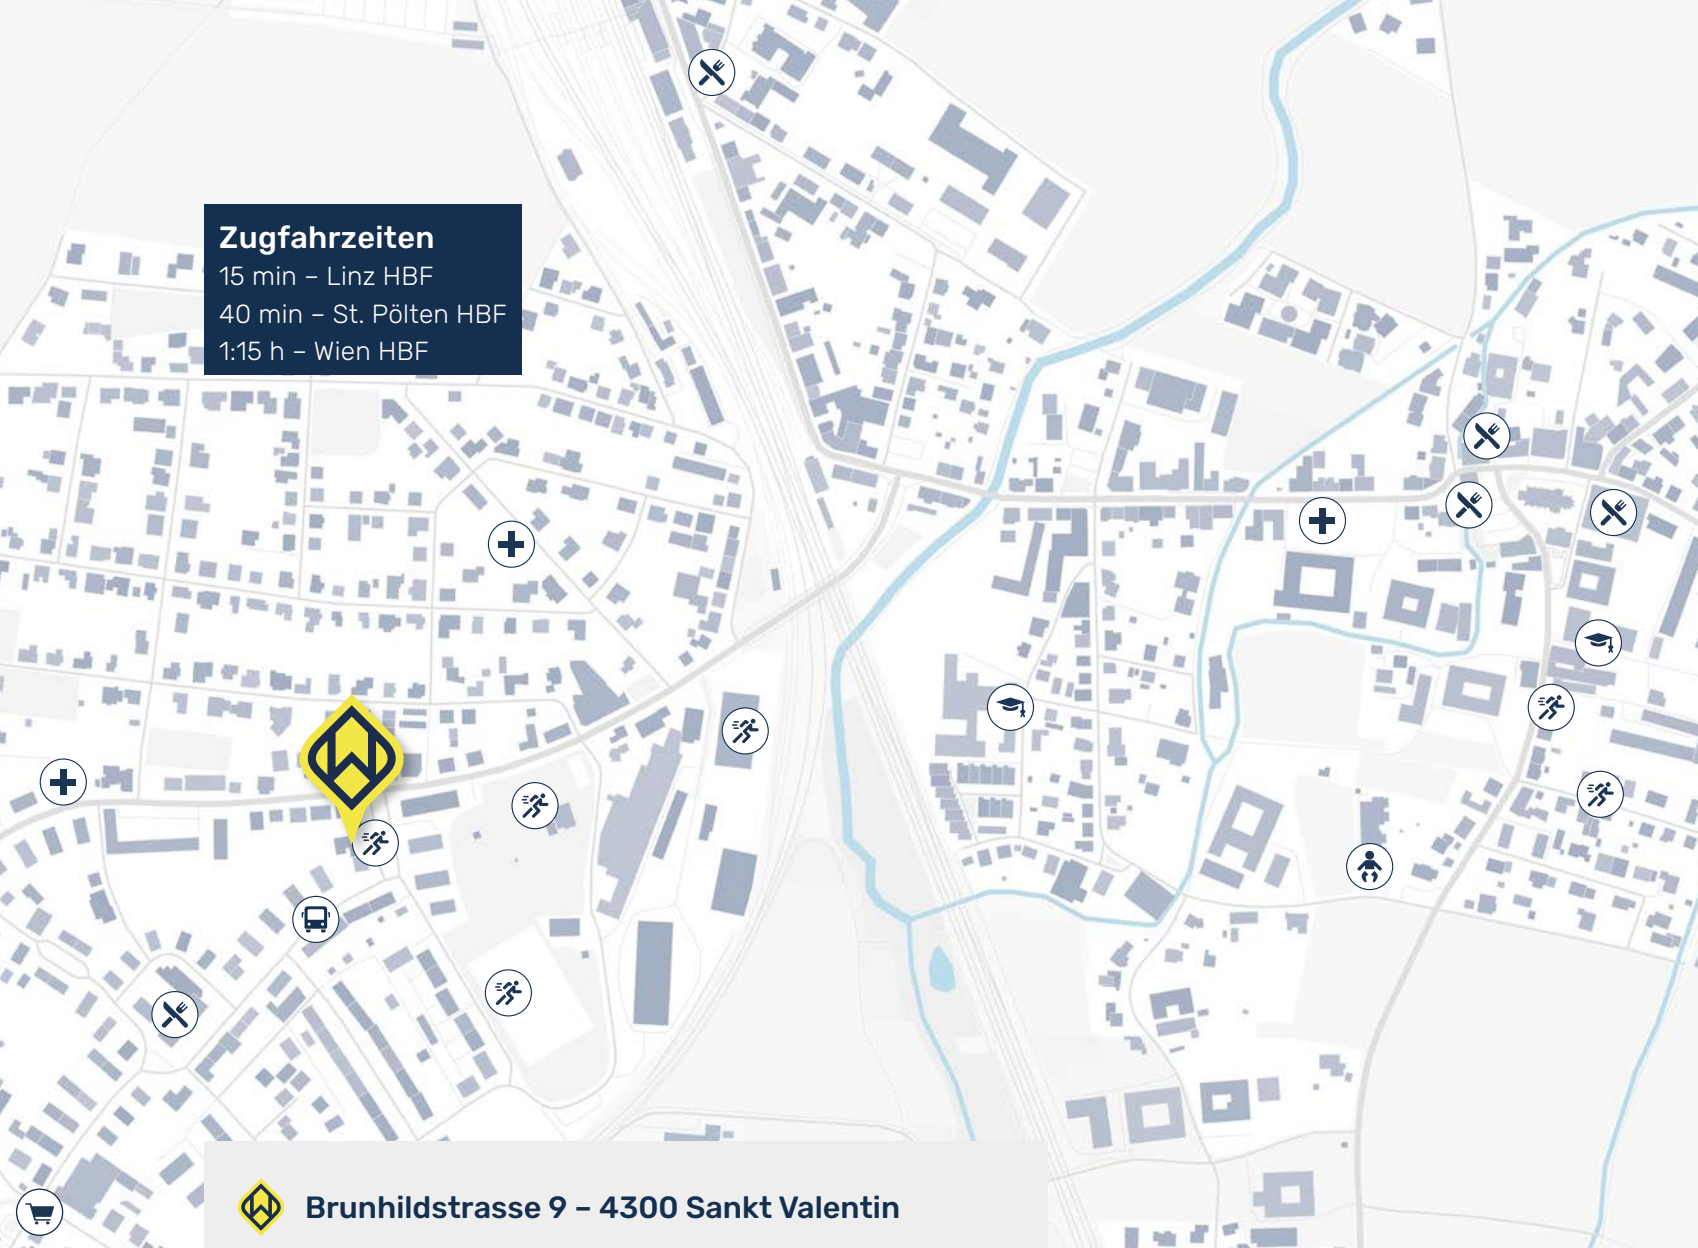 Zugfahrzeiten
15 min – Linz HBF
40 min – St. Pölten HBF
1:15 h – Wien HBF
Brunhildstrasse 9 – 4300 Sankt Valentin